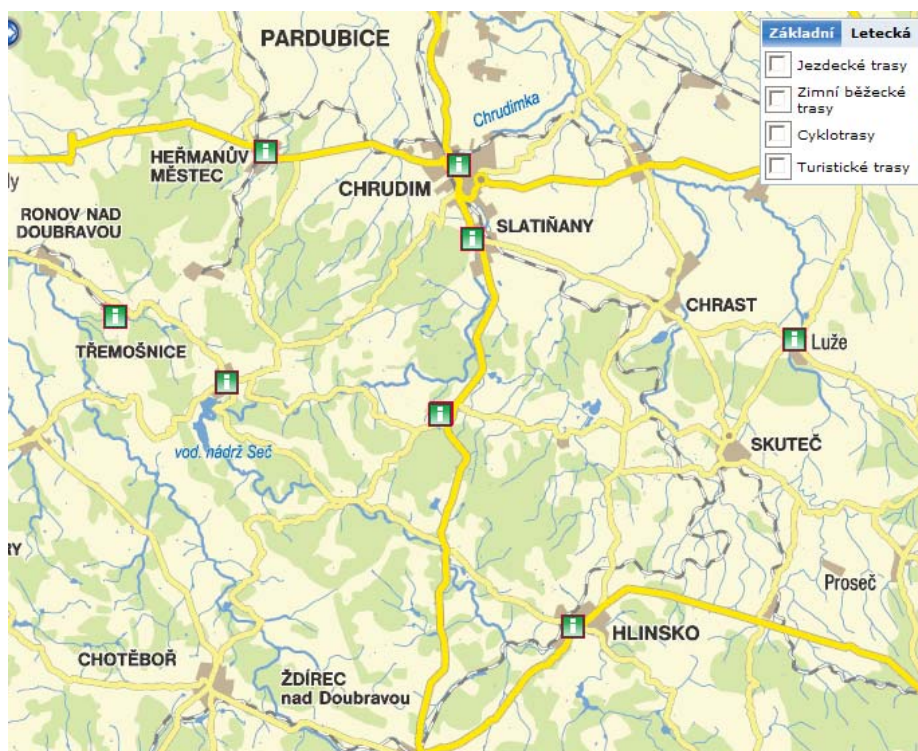 PARDUBICE
Základní Letecká
Jezdecké trasy
Zimní běžecké
trasy
Cyklotrasy
Turistické trasy
Chrudimka
HEŘMANŮV
MĚSTEC
CHRUDIM
RONOV NAD
DOUBRAVOU
SLATIŇANY
CHRAST
TŘEMOŠNICE
Luže
vod. nádrž Seč
SKUTEČ
Proseč
HLINSKO
CHOTĚBOŘ
ŽDÍREC
nad Doubravou